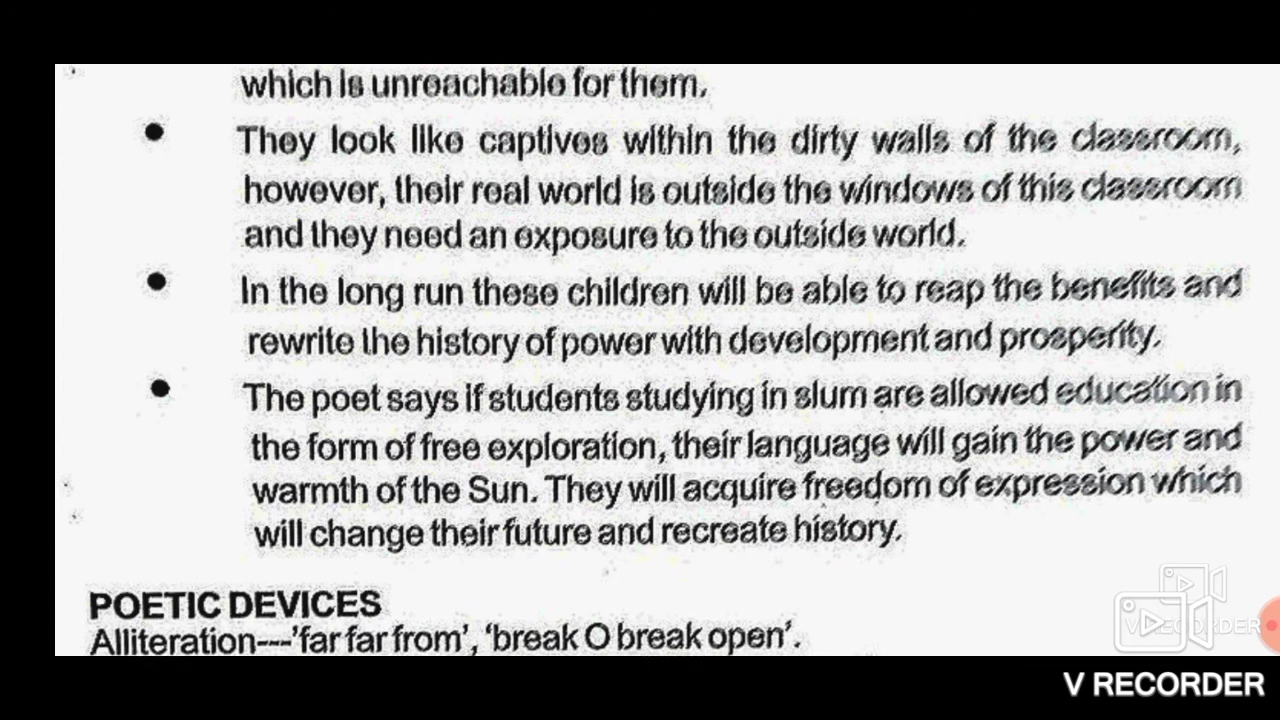 which is unreachable for them.
• They look like captives within the dirty walls of the classroom,
however, their real world is outside the windows of this classroom
and they need an exposure to the outside world.
• In the long run these children will be able to reap the benefits and
rewrite the history of power with development and prosperity.
• The poet says if students studying in slum are allowed education in
the form of free exploration, their language will gain the power and
warmth of the Sun. They will acquire freedom of expression which
will change their future and recreate history.
POETIC DEVICES
Alliteration---'far far from', 'break O break open'.
V RECORDER
V RECORDER